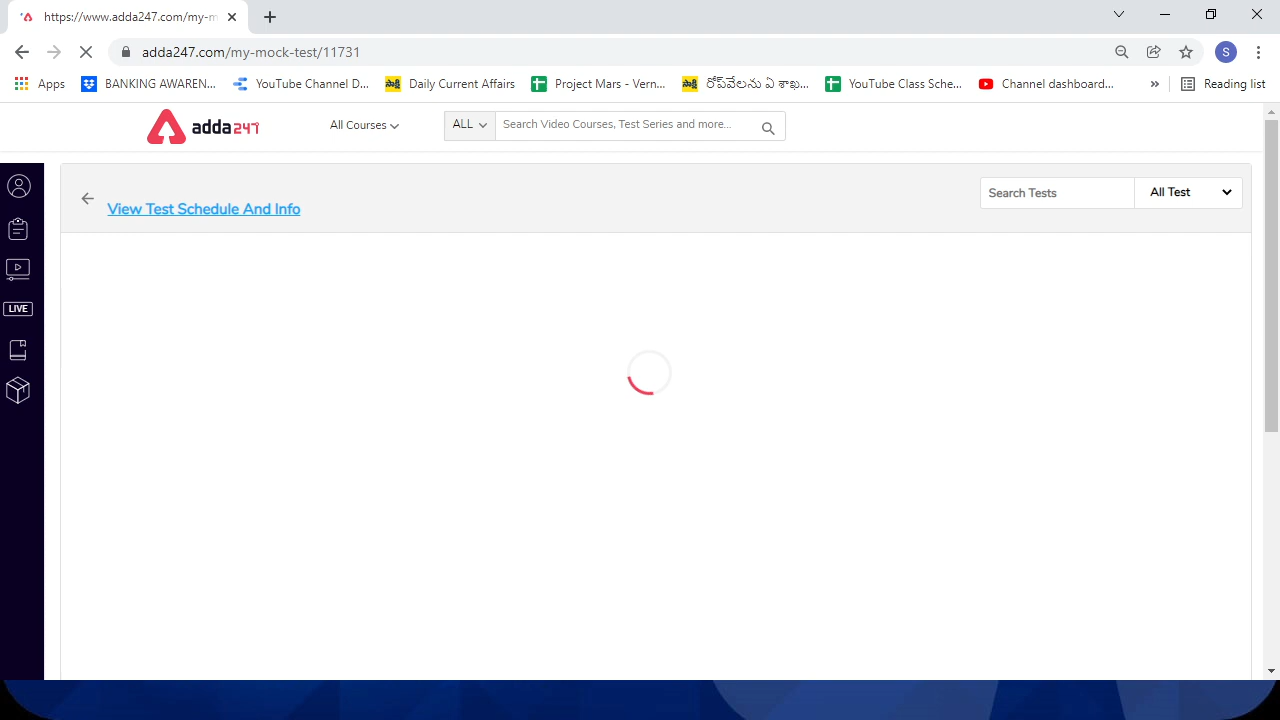 https://www.adda247.com/my-m
adda247.com/my-mock-test/11731
S
Apps
BANKING AWAREN...
YouTube Channel D...
సాక్షి
Daily Current Affairs
Project Mars - Vern...
సాక్షి
YouTube Class Sche...
Channel dashboard...
»
Reading list
adda247
All Courses
ALL
Search Video Courses, Test Series and more...
View Test Schedule And Info
Search Tests
All Test
LIVE